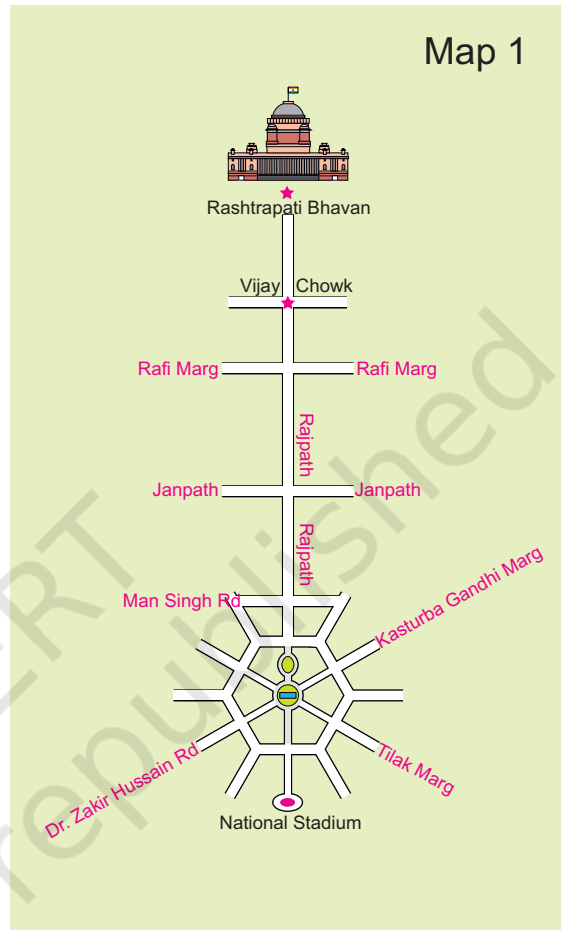 Map 1
Rashtrapati Bhavan
Vijay Chowk
Rafi Marg Rafi Marg
Rajpath
Janpath Janpath
Rajpath
Man Singh Rd
Kasturba Gandhi Marg
Dr. Zakir Hussain Rd
Tilak Marg
National Stadium
republished